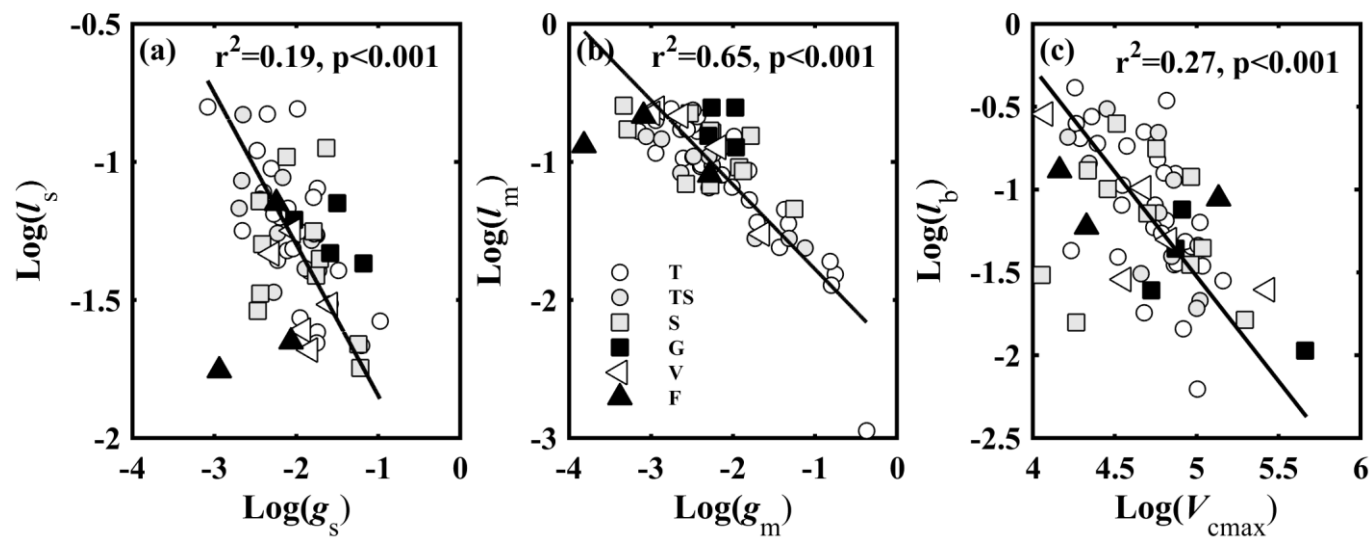 (a) r²=0.19, p<0.001
-0.5
-1
-1.5
-2
-4 -3 -2 -1 0
Log(lₛ)
Log(gₛ)
(b) r²=0.65, p<0.001
0
-1
-2
-3
-4 -3 -2 -1 0
Log(lₘ)
Log(gₘ)
T
TS
S
G
V
F
(c) r²=0.27, p<0.001
0
-0.5
-1
-1.5
-2
-2.5
4 4.5 5 5.5 6
Log(l_b)
Log(V_cmax)